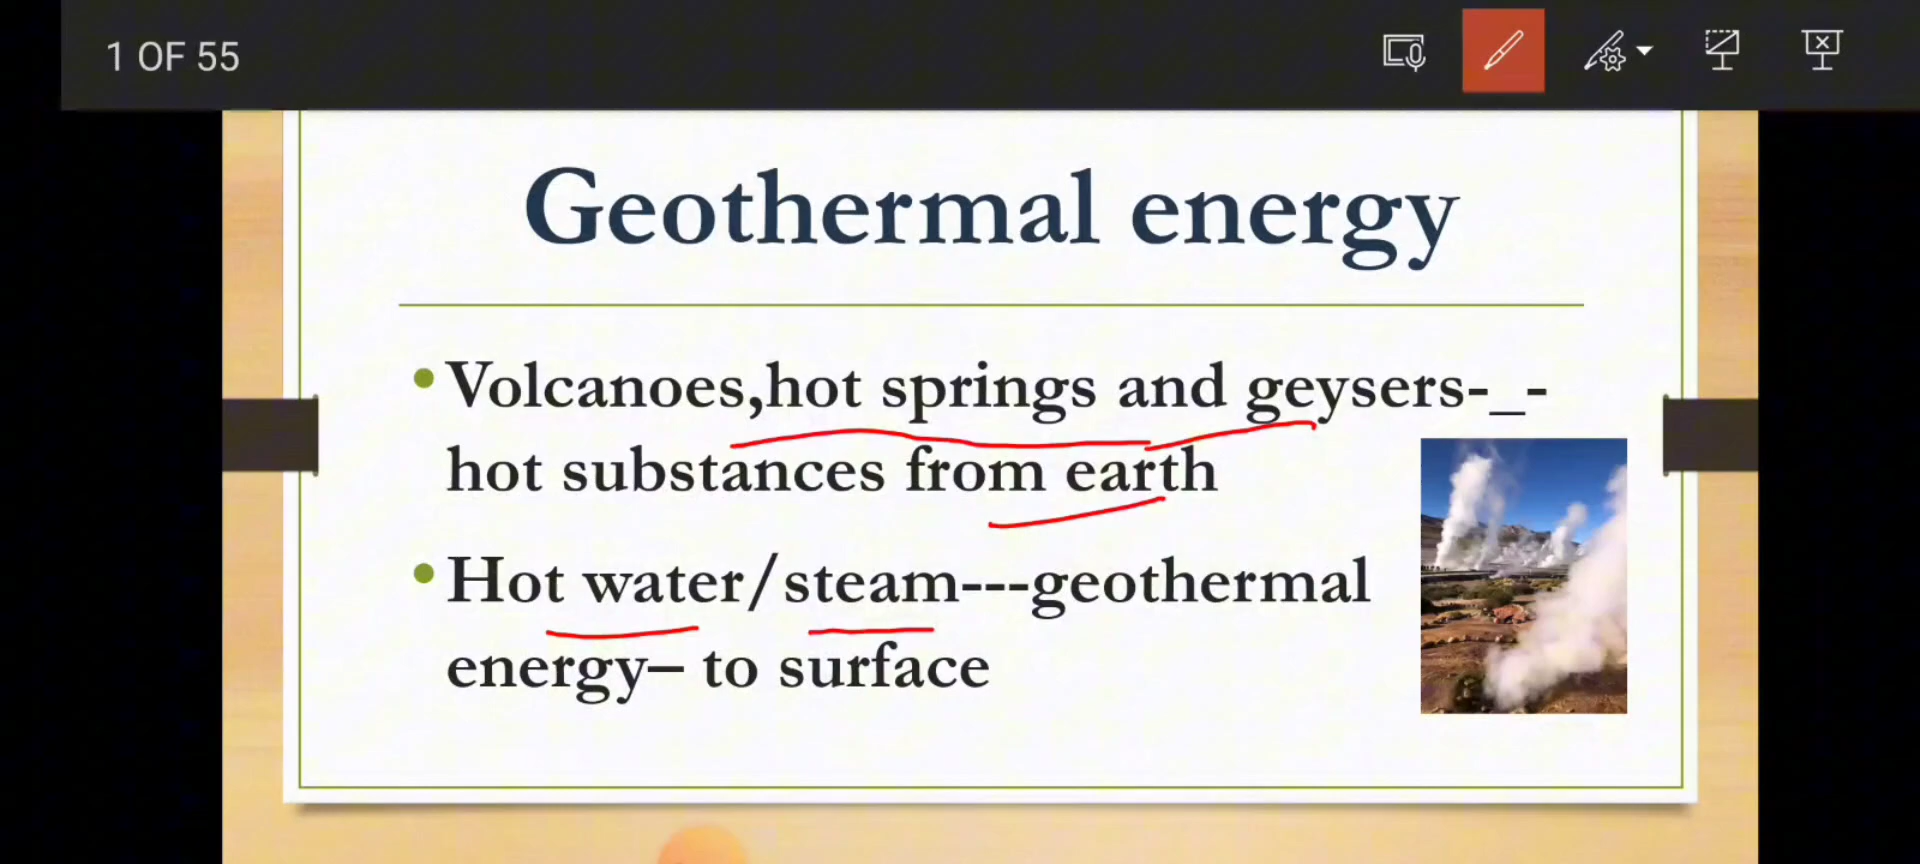 1 OF 55
Geothermal energy
•Volcanoes,hot springs and geysers-_-
hot substances from earth
•Hot water/steam---geothermal
energy– to surface